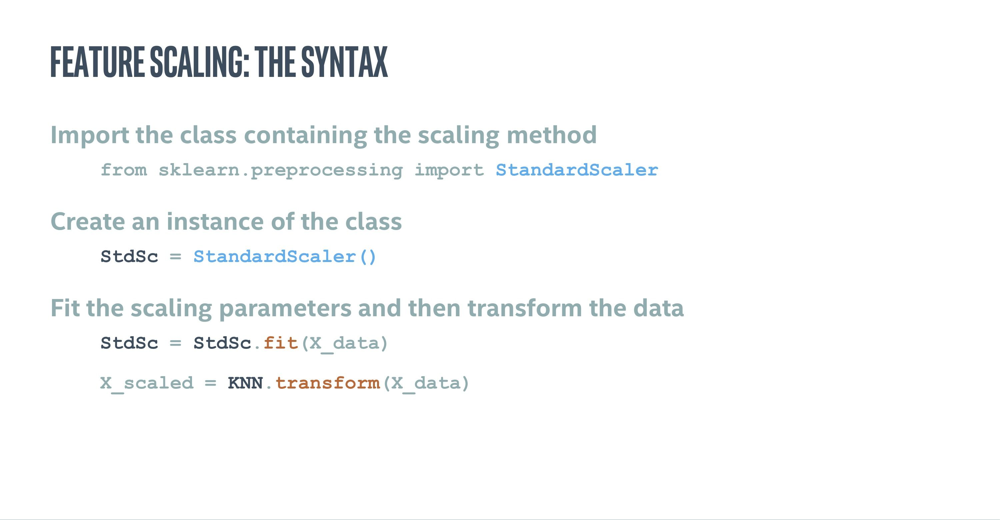 FEATURE SCALING: THE SYNTAX
Import the class containing the scaling method
from sklearn.preprocessing import StandardScaler
Create an instance of the class
StdSc = StandardScaler()
Fit the scaling parameters and then transform the data
StdSc = StdSc.fit(X_data)
X_scaled = KNN.transform(X_data)